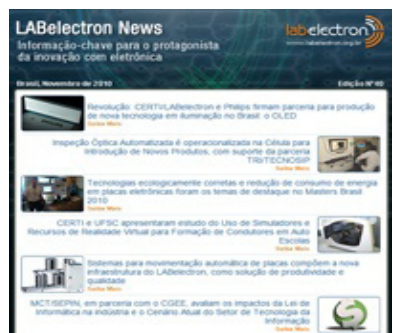 LABelectron News
labelectron
Informação-chave para o protagonista
da inovação com eletrônica
www.labelectron.org.br
Brasil, Novembro de 2010
Edição Nº 60
Revolução: CERTI/LABelectron e Philips firmam parceria para produção
de nova tecnologia em iluminação no Brasil: o OLED
Saiba Mais
Inspeção Óptica Automatizada é operacionalizada na Célula para
Introdução de Novos Produtos, com suporte da parceria
TRI/TECNOSIP
Saiba Mais
Tecnologias ecologicamente corretas e redução de consumo de energia
em placas eletrônicas foram os temas de destaque no Masters Brasil
2010
Saiba Mais
CERTI e UFSC apresentaram estudo do Uso de Simuladores e
Recursos de Realidade Virtual para Formação de Condutores em Auto
Escolas
Saiba Mais
Sistemas para movimentação automática de placas compõem a nova
infraestrutura do LABelectron, como solução de produtividade e
qualidade
Saiba Mais
MCT/SEPIN, em parceria com o CGEE, avaliam os impactos da Lei de
Informática na indústria e o Cenário Atual do Setor de Tecnologia da
Informação
Saiba Mais